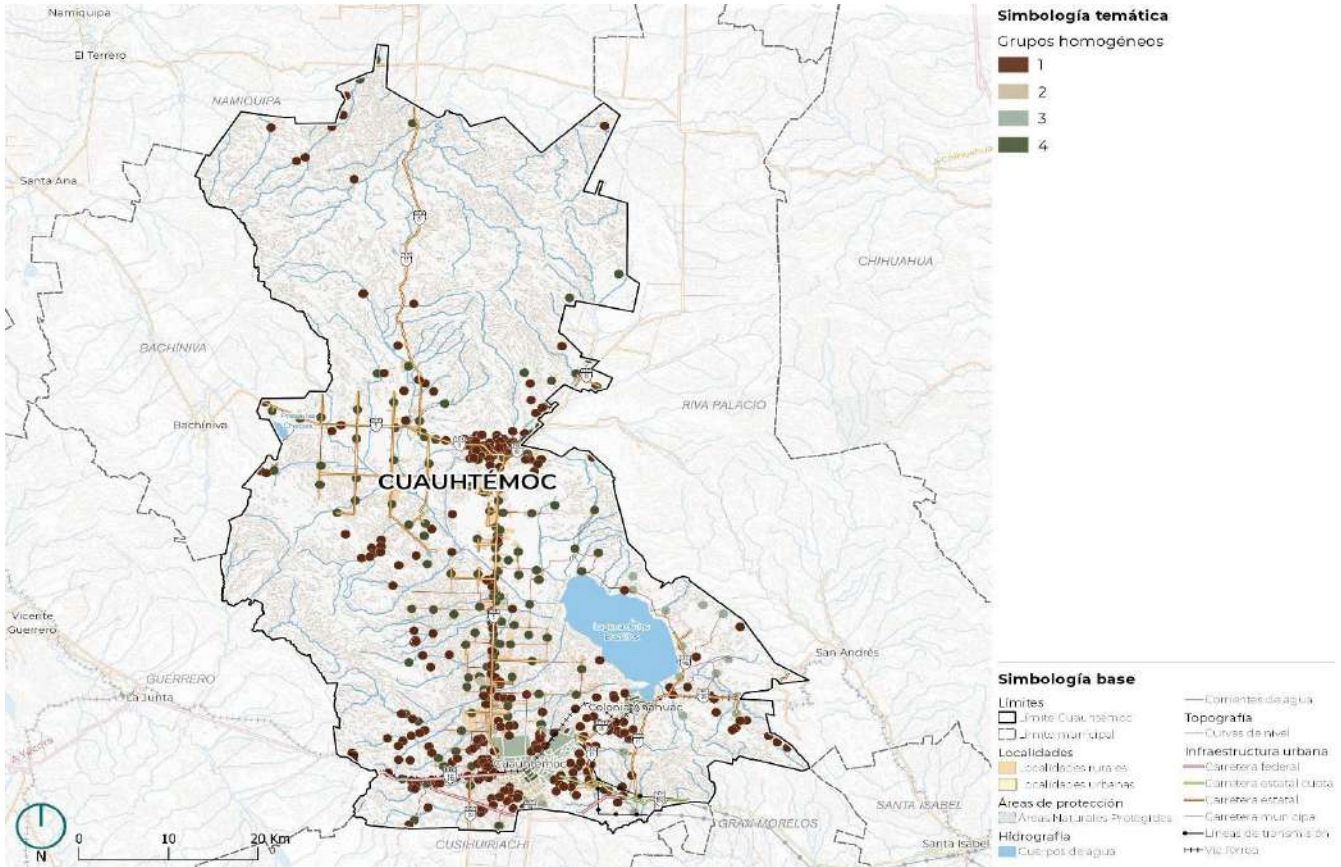 Namiquipa
El Terrero
NAMIQUIPA
Santa Ana
Chihuahua
CHIHUAHUA
BACHÍNIVA
RIVA PALACIO
Bachíniva
CUAUHTÉMOC
Vicente
Guerrero
San Andrés
GUERRERO
La Junta
Colonia Anáhuac
Cuauhtémoc
16
SANTA ISABEL
GRAN MORELOS
CUSIHUIRIACHI
Santa Isabel
N
0 10 20 Km
Simbología temática
Grupos homogéneos
1
2
3
4
Simbología base
Límites
Límite Cuauhtémoc
Límite municipal
Localidades
Localidades rurales
Localidades urbanas
Áreas de protección
Áreas Naturales Protegidas
Hidrografía
Cuerpos de agua
Corrientes de agua
Topografía
Curvas de nivel
Infraestructura urbana
Carretera federal
Carretera estatal cuota
Carretera estatal
Carretera municipal
Líneas de transmisión
Vía férrea